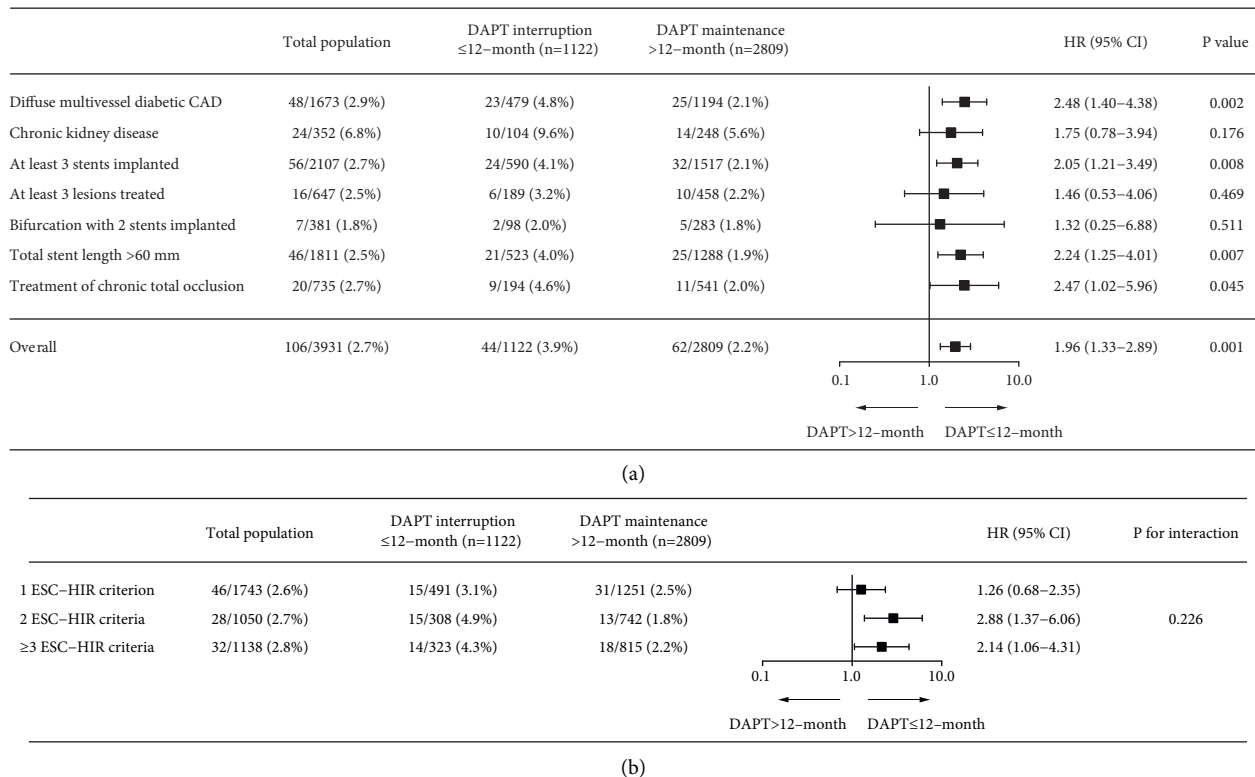 Total population DAPT interruption ≤12−month (n=1122) DAPT maintenance >12−month (n=2809) HR (95% CI) P value
Diffuse multivessel diabetic CAD 48/1673 (2.9%) 23/479 (4.8%) 25/1194 (2.1%) 2.48 (1.40−4.38) 0.002
Chronic kidney disease 24/352 (6.8%) 10/104 (9.6%) 14/248 (5.6%) 1.75 (0.78−3.94) 0.176
At least 3 stents implanted 56/2107 (2.7%) 24/590 (4.1%) 32/1517 (2.1%) 2.05 (1.21−3.49) 0.008
At least 3 lesions treated 16/647 (2.5%) 6/189 (3.2%) 10/458 (2.2%) 1.46 (0.53−4.06) 0.469
Bifurcation with 2 stents implanted 7/381 (1.8%) 2/98 (2.0%) 5/283 (1.8%) 1.32 (0.25−6.88) 0.511
Total stent length >60 mm 46/1811 (2.5%) 21/523 (4.0%) 25/1288 (1.9%) 2.24 (1.25−4.01) 0.007
Treatment of chronic total occlusion 20/735 (2.7%) 9/194 (4.6%) 11/541 (2.0%) 2.47 (1.02−5.96) 0.045
Overall 106/3931 (2.7%) 44/1122 (3.9%) 62/2809 (2.2%) 1.96 (1.33−2.89) 0.001
0.1 1.0 10.0
DAPT>12−month DAPT≤12−month
(a)
Total population DAPT interruption ≤12−month (n=1122) DAPT maintenance >12−month (n=2809) HR (95% CI) P for interaction
1 ESC−HIR criterion 46/1743 (2.6%) 15/491 (3.1%) 31/1251 (2.5%) 1.26 (0.68−2.35)
2 ESC−HIR criteria 28/1050 (2.7%) 15/308 (4.9%) 13/742 (1.8%) 2.88 (1.37−6.06) 0.226
≥3 ESC−HIR criteria 32/1138 (2.8%) 14/323 (4.3%) 18/815 (2.2%) 2.14 (1.06−4.31)
0.1 1.0 10.0
DAPT>12−month DAPT≤12−month
(b)